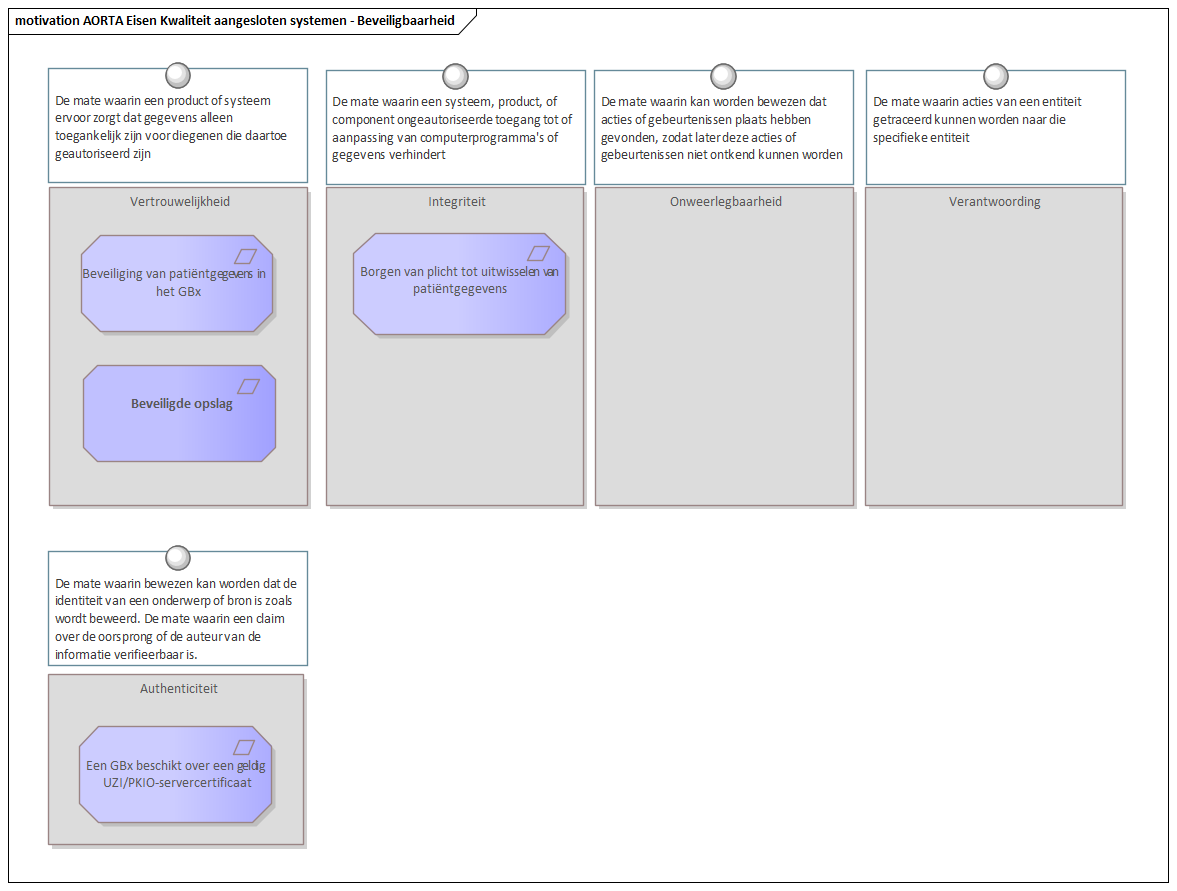 motivation AORTA Eisen Kwaliteit aangesloten systemen - Beveiligbaarheid
De mate waarin een product of systeem
ervoor zorgt dat gegevens alleen
toegankelijk zijn voor diegenen die daartoe
geautoriseerd zijn
De mate waarin een systeem, product, of
component ongeautoriseerde toegang tot of
aanpassing van computerprogramma's of
gegevens verhindert
De mate waarin kan worden bewezen dat
acties of gebeurtenissen plaats hebben
gevonden, zodat later deze acties of
gebeurtenissen niet ontkend kunnen worden
De mate waarin acties van een entiteit
getraceerd kunnen worden naar die
specifieke entiteit
Vertrouwelijkheid
Beveiliging van patiëntgegevens in
het GBx
Beveiligde opslag
Integriteit
Borgen van plicht tot uitwisselen van
patiëntgegevens
Onweerlegbaarheid
Verantwoording
De mate waarin bewezen kan worden dat de
identiteit van een onderwerp of bron is zoals
wordt beweerd. De mate waarin een claim
over de oorsprong of de auteur van de
informatie verifieerbaar is.
Authenticiteit
Een GBx beschikt over een geldig
UZI/PKIO-servercertificaat